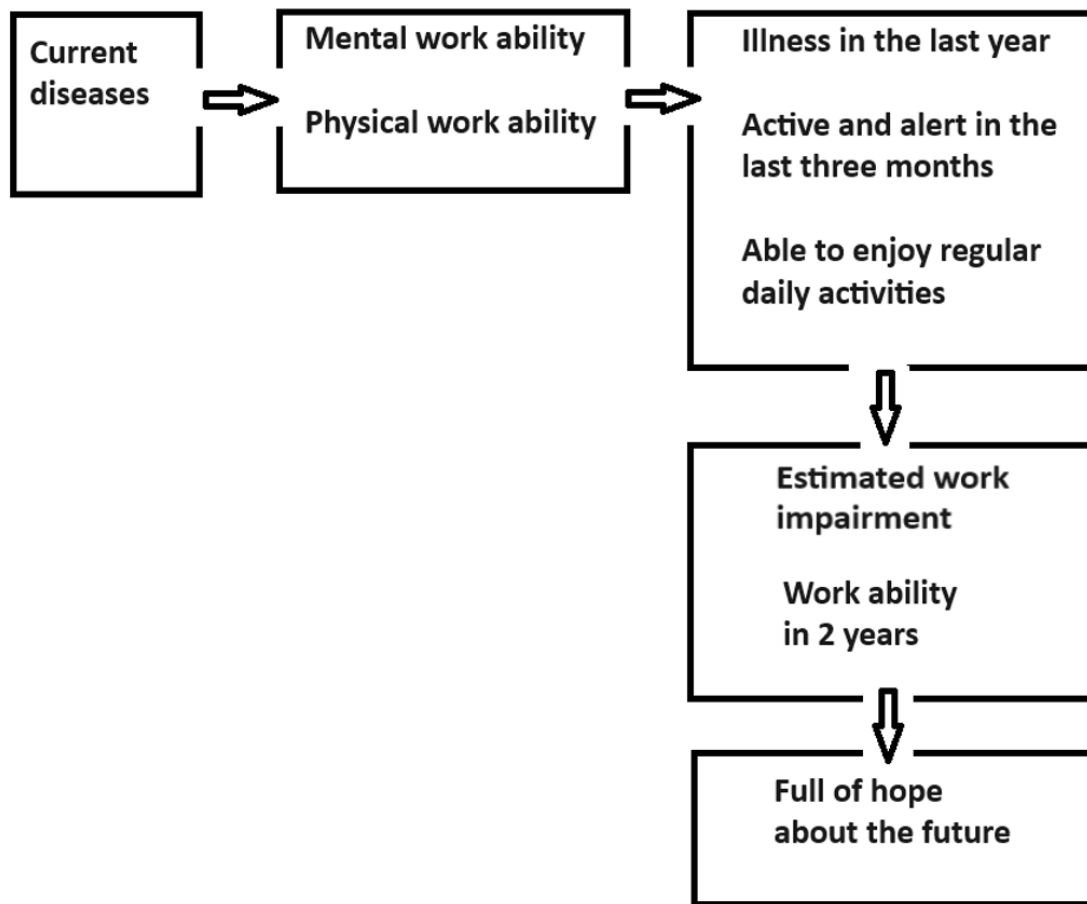 Current
diseases
Mental work ability
Physical work ability
Illness in the last year
Active and alert in the
last three months
Able to enjoy regular
daily activities
Estimated work
impairment
Work ability
in 2 years
Full of hope
about the future